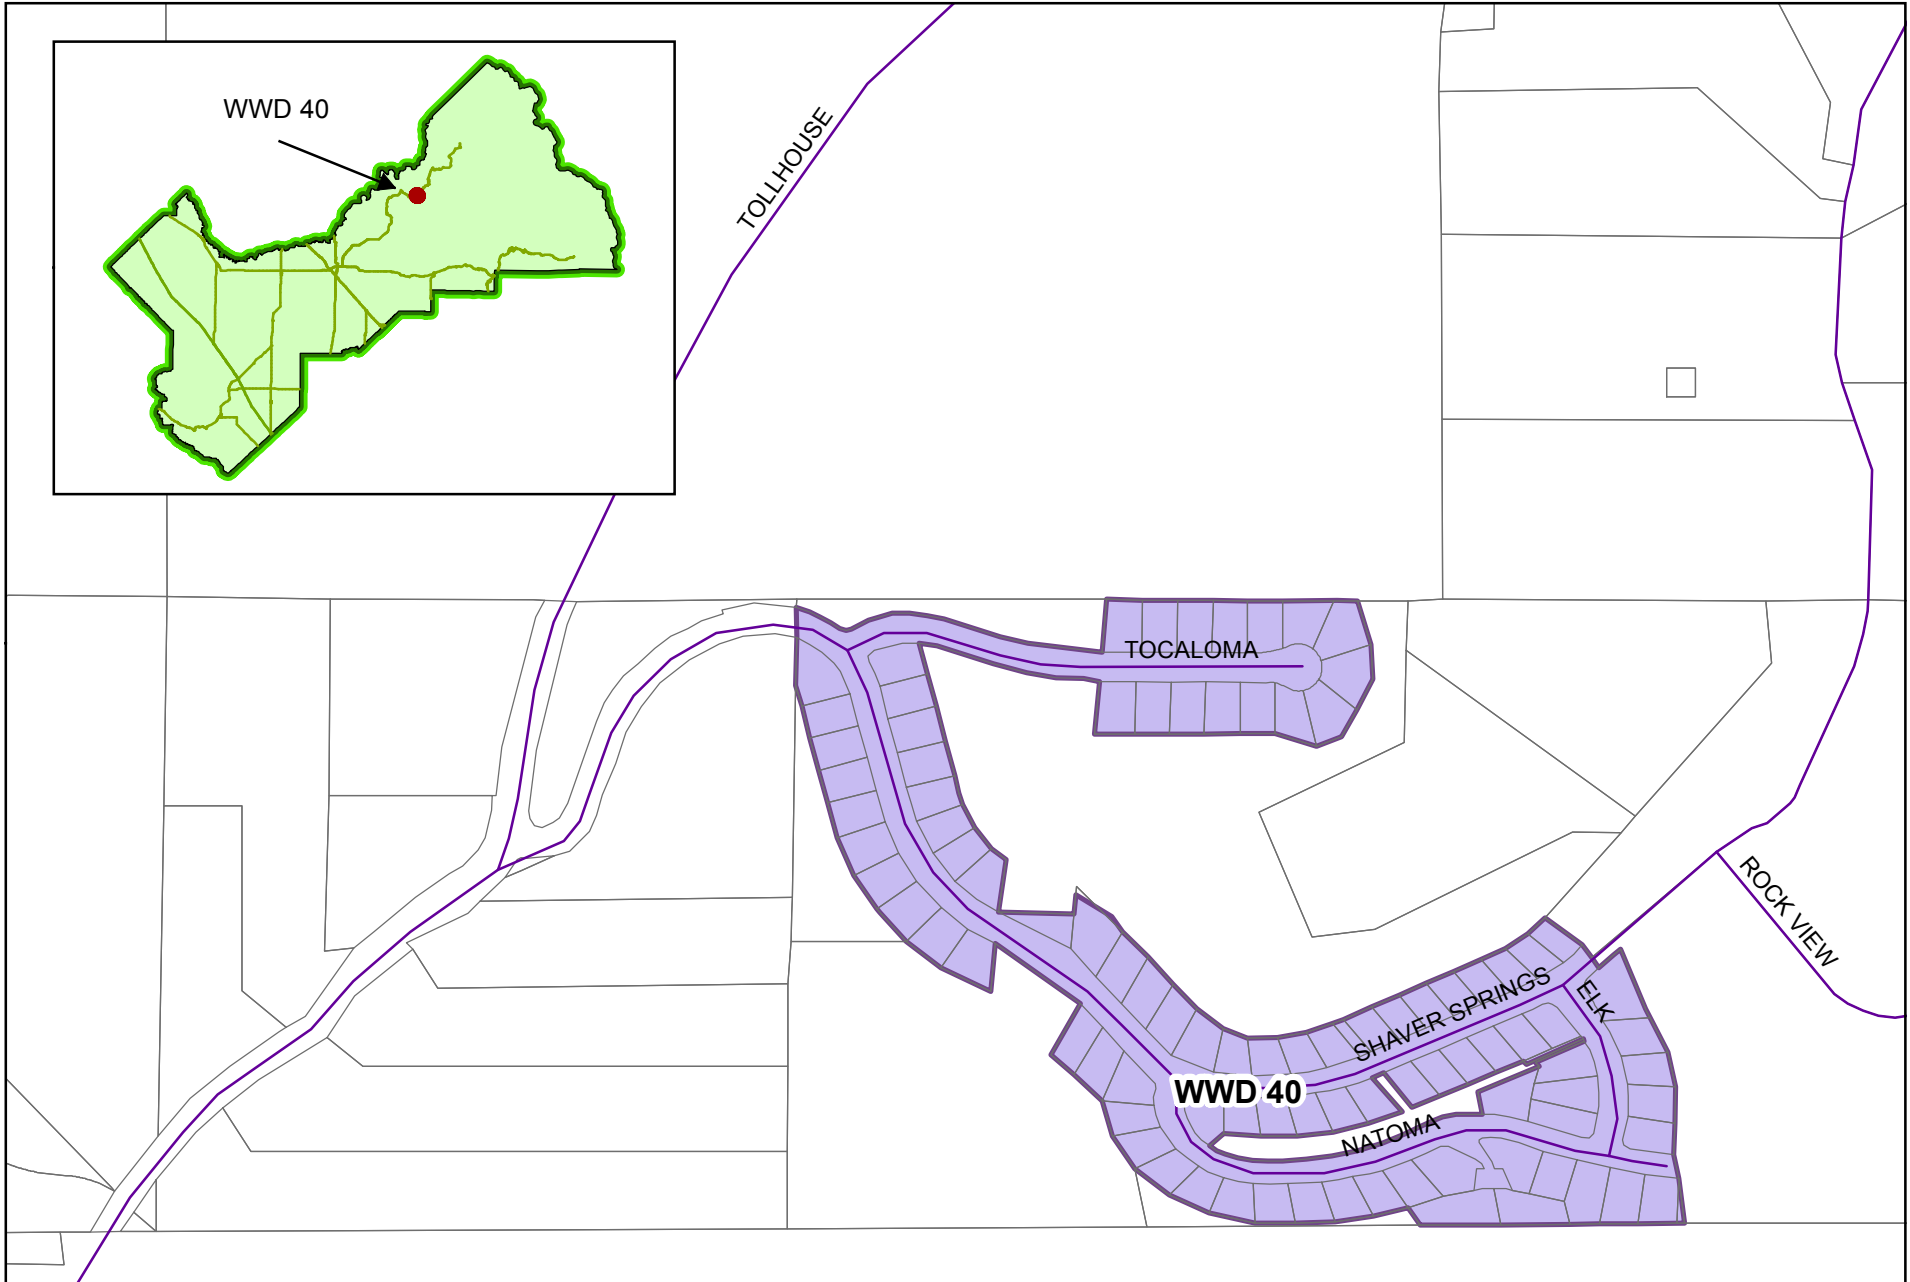 WWD 40
TOLLHOUSE
TOCALOMA
ROCK VIEW
SHAVER SPRINGS
ELK
WWD 40
NATOMA